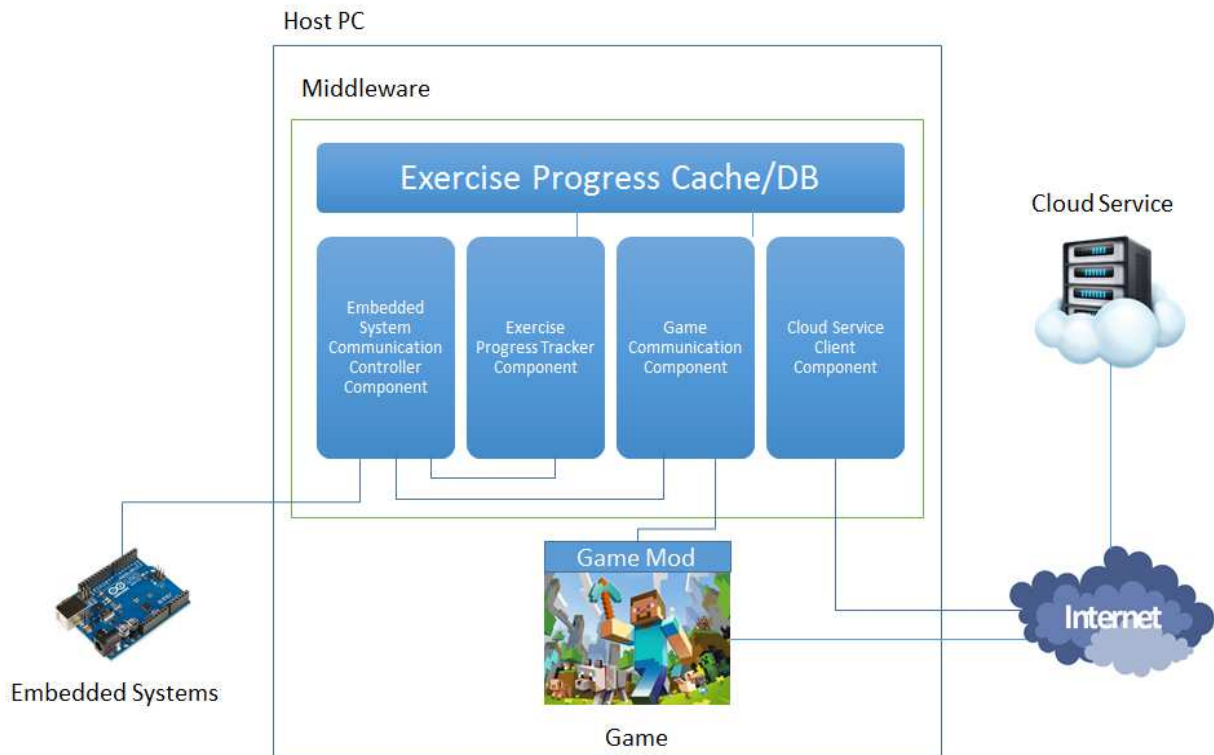 Host PC
Middleware
Exercise Progress Cache/DB
Embedded
System
Communication
Controller
Component
Exercise
Progress Tracker
Component
Game
Communication
Component
Cloud Service
Client
Component
Cloud Service
Game Mod
Internet
Embedded Systems
Game